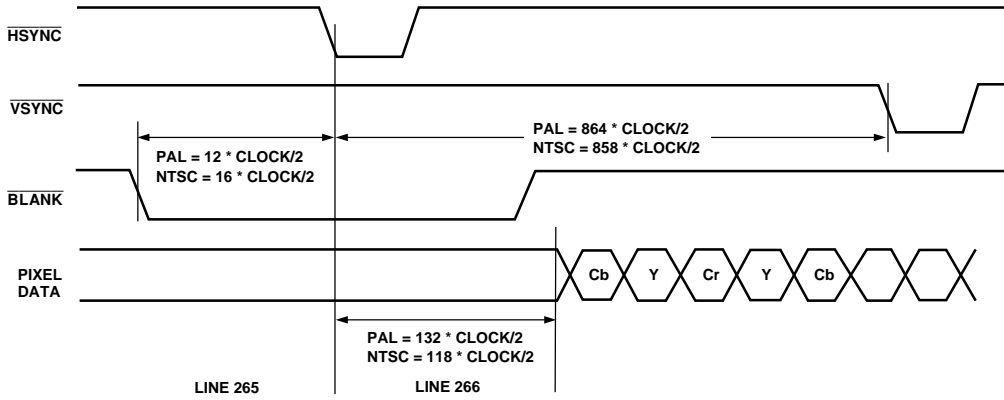 HSYNC
VSYNC
PAL = 864 * CLOCK/2
NTSC = 858 * CLOCK/2
PAL = 12 * CLOCK/2
NTSC = 16 * CLOCK/2
BLANK
PIXEL
DATA
Cb Y Cr Y Cb
PAL = 132 * CLOCK/2
NTSC = 118 * CLOCK/2
LINE 265 LINE 266